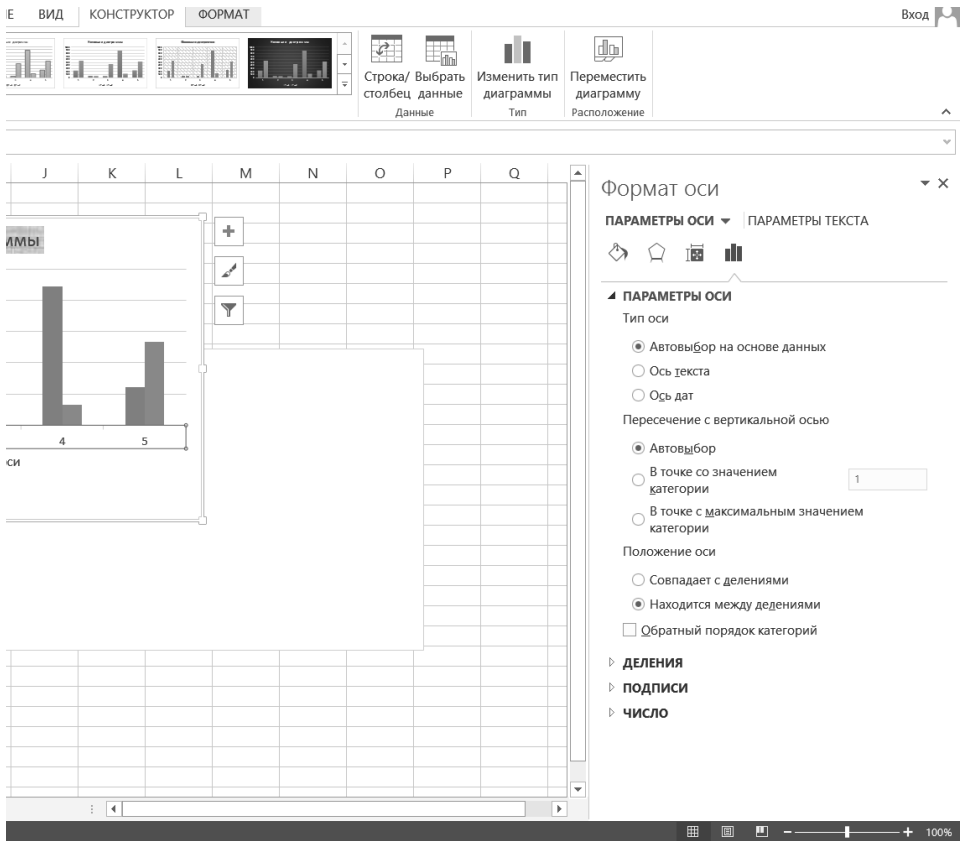 Е ВИД КОНСТРУКТОР ФОРМАТ Вход
Строка/ Выбрать Изменить тип Переместить
столбец данные диаграммы диаграмму
Данные Тип Расположение
J K L M N O P Q
Формат оси
ПАРАМЕТРЫ ОСИ ПАРАМЕТРЫ ТЕКСТА
ММЫ
ПАРАМЕТРЫ ОСИ
Тип оси
Автовыбор на основе данных
Ось текста
Ось дат
Пересечение с вертикальной осью
Автовыбор
В точке со значением
категории
1
В точке с максимальным значением
категории
Положение оси
Совпадает с делениями
Находится между делениями
Обратный порядок категорий
ДЕЛЕНИЯ
ПОДПИСИ
ЧИСЛО
4 5
оси
100%